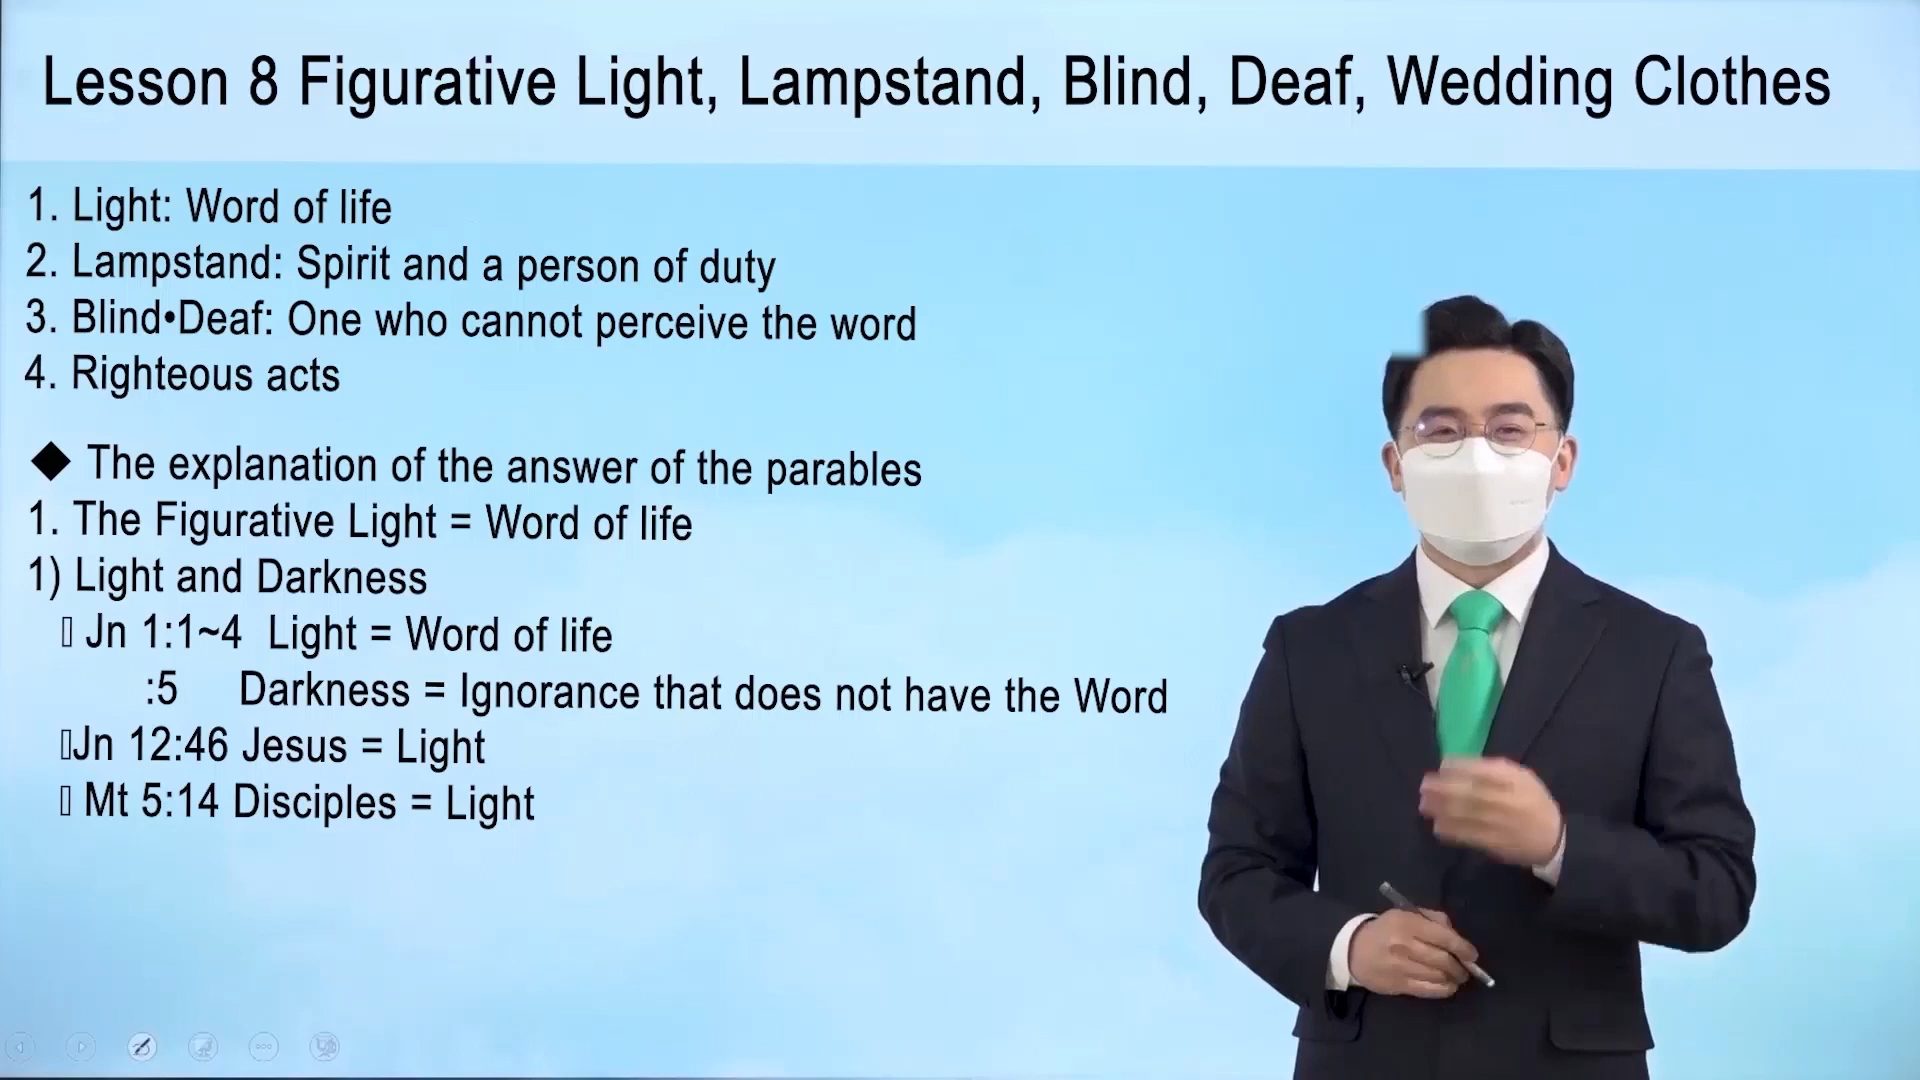 Lesson 8 Figurative Light, Lampstand, Blind, Deaf, Wedding Clothes
1. Light: Word of life
2. Lampstand: Spirit and a person of duty
3. Blind•Deaf: One who cannot perceive the word
4. Righteous acts
◆ The explanation of the answer of the parables
1. The Figurative Light = Word of life
1) Light and Darkness
▯ Jn 1:1~4 Light = Word of life
:5 Darkness = Ignorance that does not have the Word
▯Jn 12:46 Jesus = Light
▯ Mt 5:14 Disciples = Light